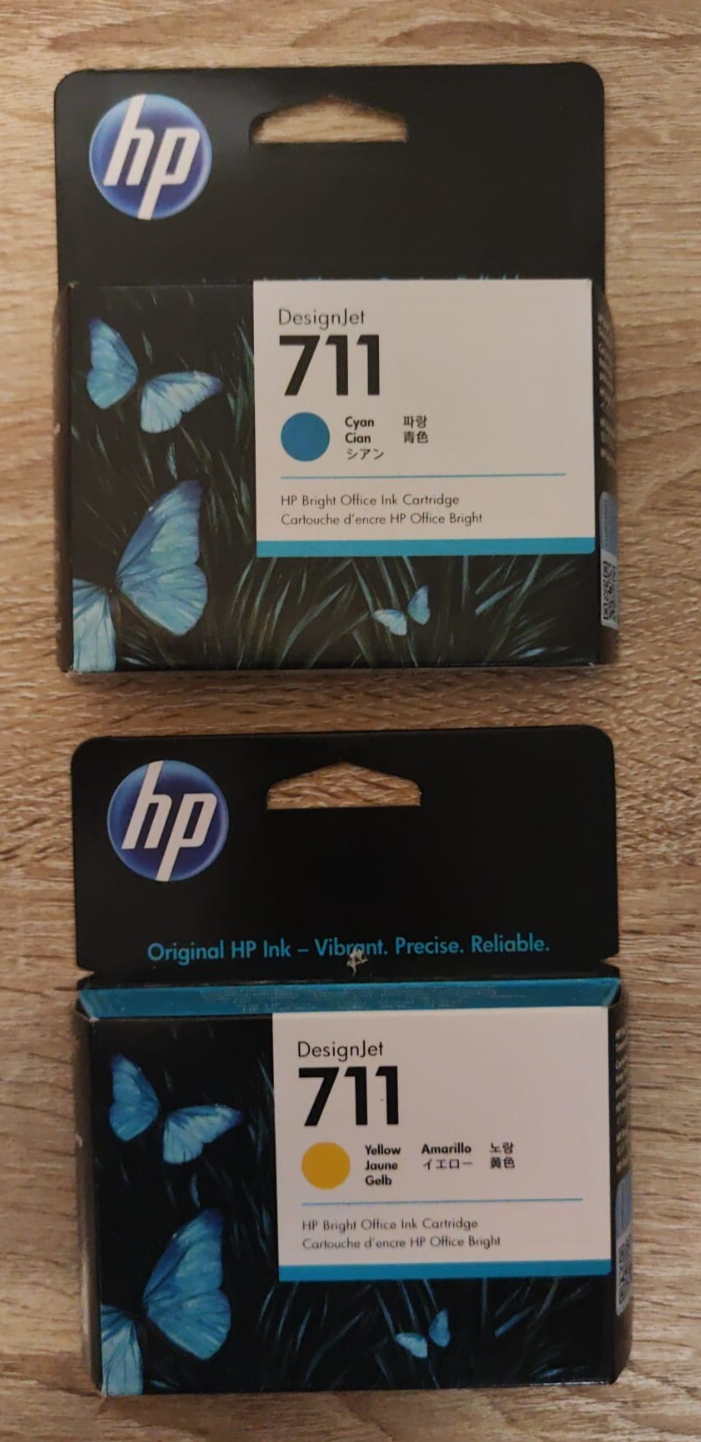 hp
DesignJet
711
Cyan 파랑
Cian 青色
シアン
HP Bright Office Ink Cartridge
Cartouche d'encre HP Office Bright
hp
Original HP Ink – Vibrant. Precise. Reliable.
DesignJet
711
Yellow Amarillo 노랑
Jaune イエロー 黄色
Gelb
HP Bright Office Ink Cartridge
Cartouche d'encre HP Office Bright